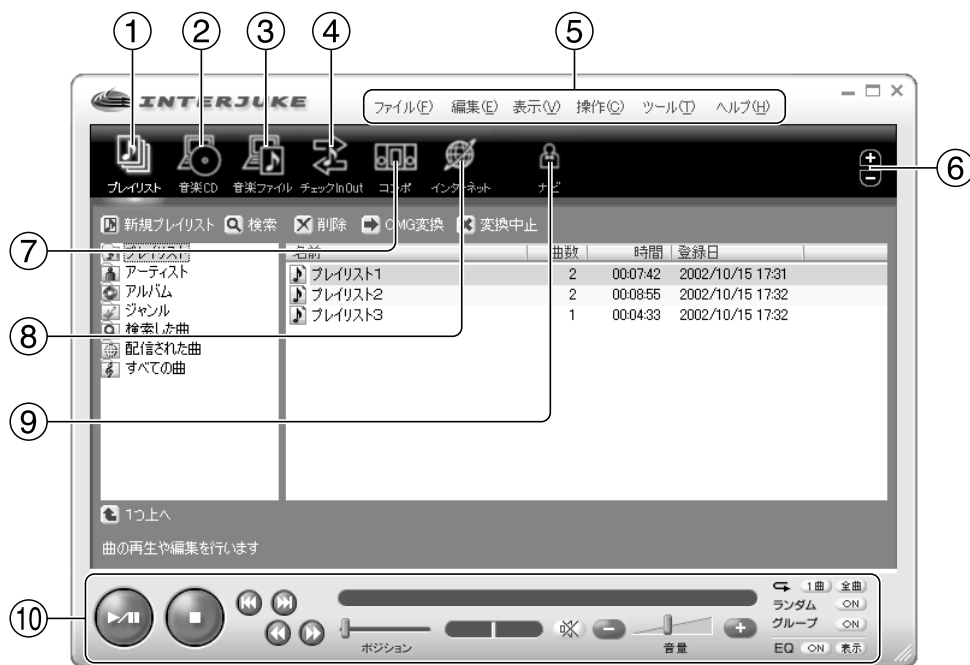 ① ② ③ ④ ⑤
INTERJUKE ファイル(F) 編集(E) 表示(V) 操作(C) ツール(T) ヘルプ(H)
⑥
プレイリスト 音楽CD 音楽ファイル チェックInOut コンポ インターネット ナビ
新規プレイリスト 検索 削除 OMG変換 変換中止
⑦
プレイリスト 名前 曲数 時間 登録日
アーティスト プレイリスト1 2 00:07:42 2002/10/15 17:31
アルバム プレイリスト2 2 00:08:55 2002/10/15 17:32
ジャンル プレイリスト3 1 00:04:33 2002/10/15 17:32
⑧ 検索した曲
配信された曲
すべての曲
⑨
1つ上へ
曲の再生や編集を行います
⑩
1曲 全曲
ランダム ON
グループ ON
ポジション 音量 EQ ON 表示